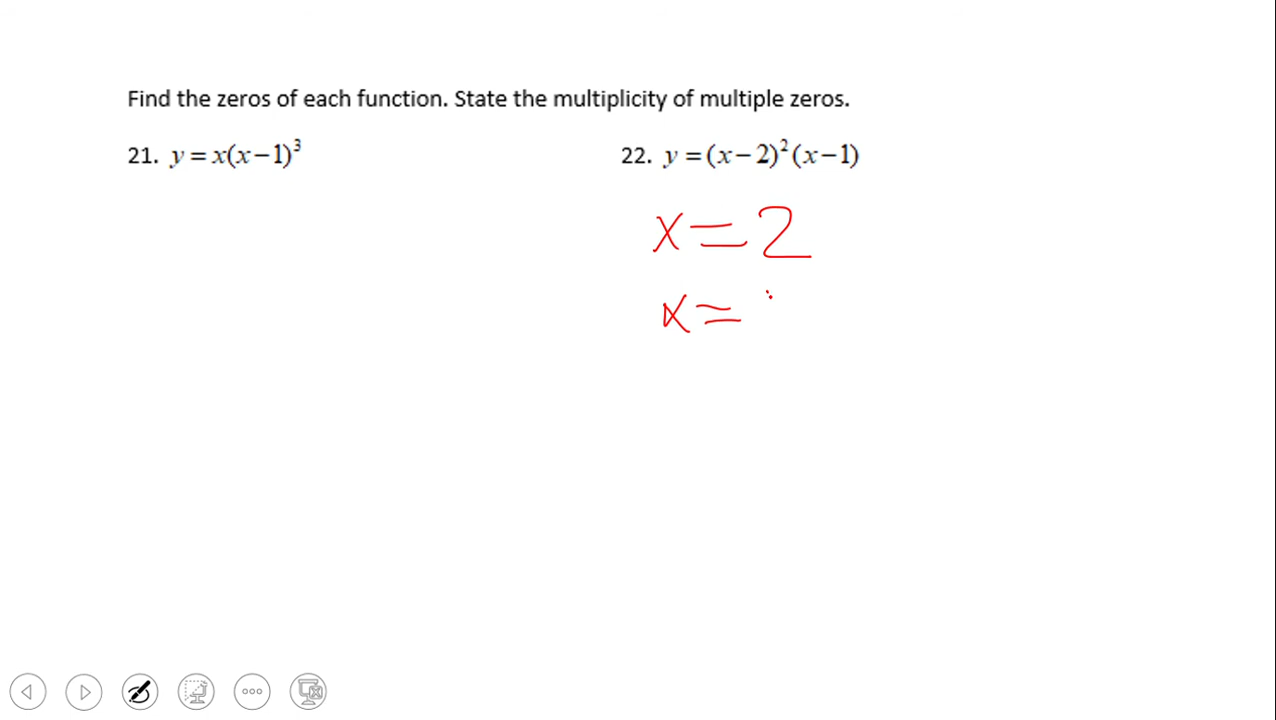 Find the zeros of each function. State the multiplicity of multiple zeros.
21. y = x(x−1)³
22. y = (x−2)²(x−1)
x = 2
x =